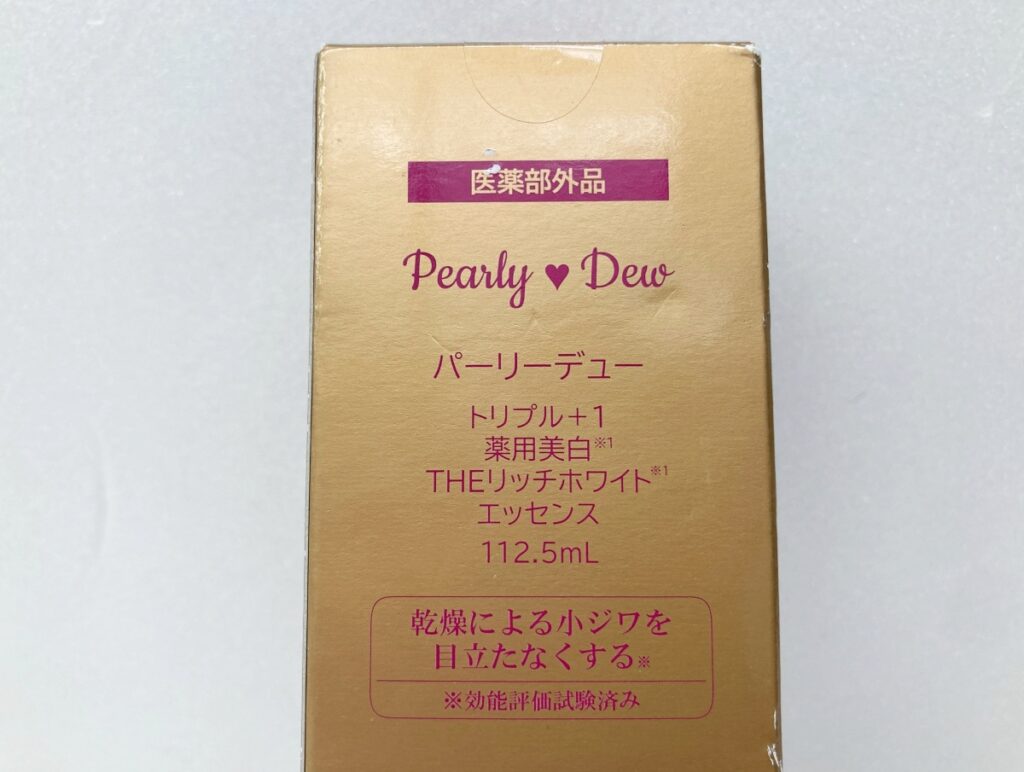 医薬部外品
Pearly ♥ Dew
パーリーデュー
トリプル＋1
薬用美白※1
THEリッチホワイト※1
エッセンス
112.5mL
乾燥による小ジワを
目立たなくする※
※効能評価試験済み